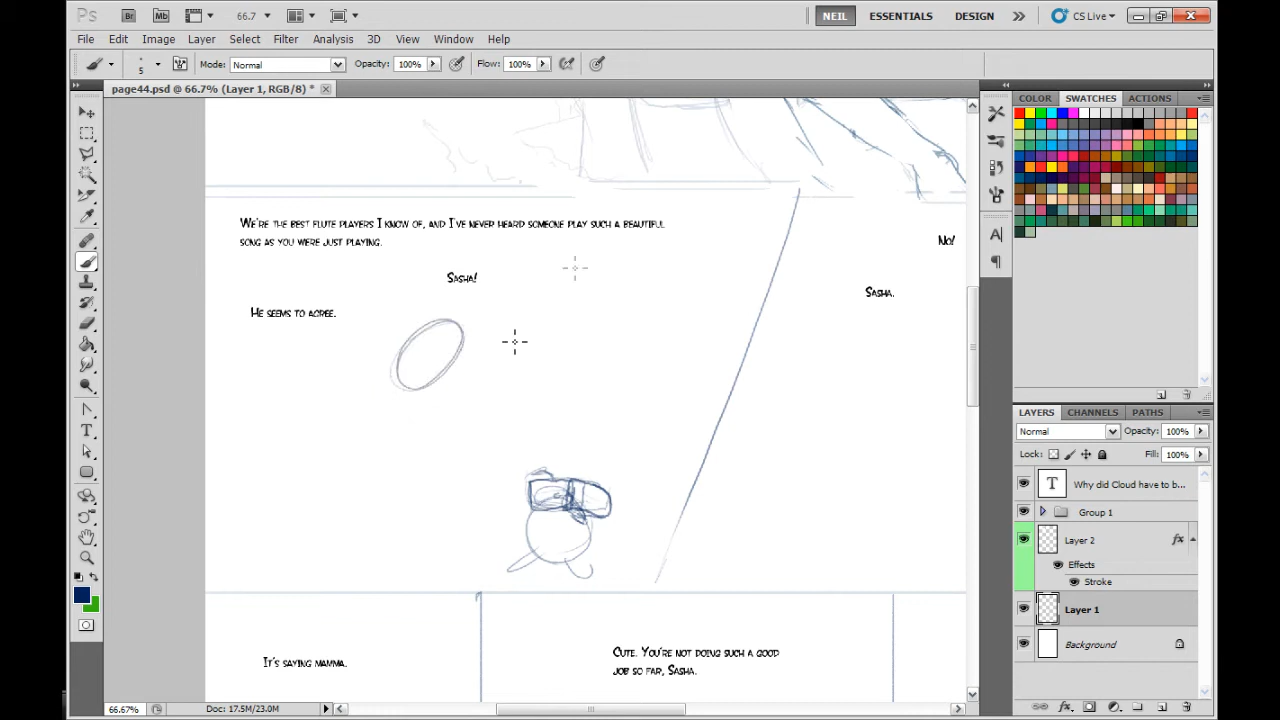 Ps Br Mb 66.7 NEIL ESSENTIALS DESIGN CS Live
File Edit Image Layer Select Filter Analysis 3D View Window Help
5 Mode: Normal Opacity: 100% Flow: 100%
page44.psd @ 66.7% (Layer 1, RGB/8) *
COLOR SWATCHES ACTIONS
We're the best flute players I know of, and I've never heard someone play such a beautiful
song as you were just playing.
No!
Sasha!
Sasha.
He seems to agree.
LAYERS CHANNELS PATHS
Normal Opacity: 100%
Lock: Fill: 100%
T Why did Cloud have to b...
Group 1
Layer 2 fx
Effects
Stroke
Layer 1
Background
It's saying mamma.
Cute. You're not doing such a good
job so far, Sasha.
66.67% Doc: 17.5M/23.0M